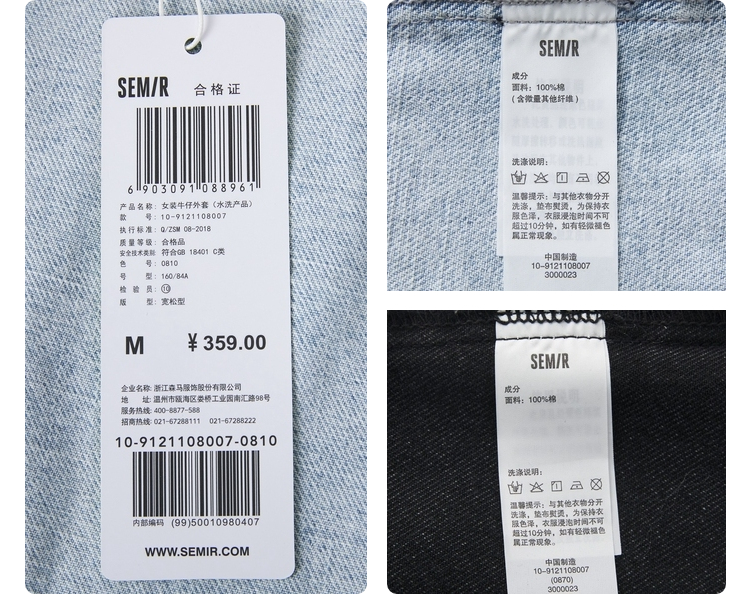 SEMIR 合格证
6 903091 088961
产品名称: 女装牛仔外套（水洗产品）
款 号: 10-9121108007
执行标准: Q/ZSM 08-2018
质量等级: 合格品
安全技术类别: 符合GB 18401 C类
色 号: 0810
号 型: 160/84A
检 验 员: ⑩
版 型: 宽松型
M ¥ 359.00
企业名称: 浙江森马服饰股份有限公司
地 址: 温州市瓯海区娄桥工业园南汇路98号
服务热线: 400-8877-588
招商热线: 021-67288111 021-67288222
10-9121108007-0810
内部编码 (99)50010980407
WWW.SEMIR.COM
SEMIR
成分
面料: 100%棉
(含微量其他纤维)
洗涤说明:
温馨提示: 与其他衣物分开
洗涤, 垫布熨烫, 为保持衣
服色泽, 衣服浸泡时间不可
超过10分钟, 如有轻微褪色
属正常现象。
中国制造
10-9121108007
3000023
SEMIR
成分
面料: 100%棉
洗涤说明:
温馨提示: 与其他衣物分开
洗涤, 垫布熨烫, 为保持衣
服色泽, 衣服浸泡时间不可
超过10分钟, 如有轻微褪色
属正常现象。
中国制造
10-9121108007
(0870)
3000023